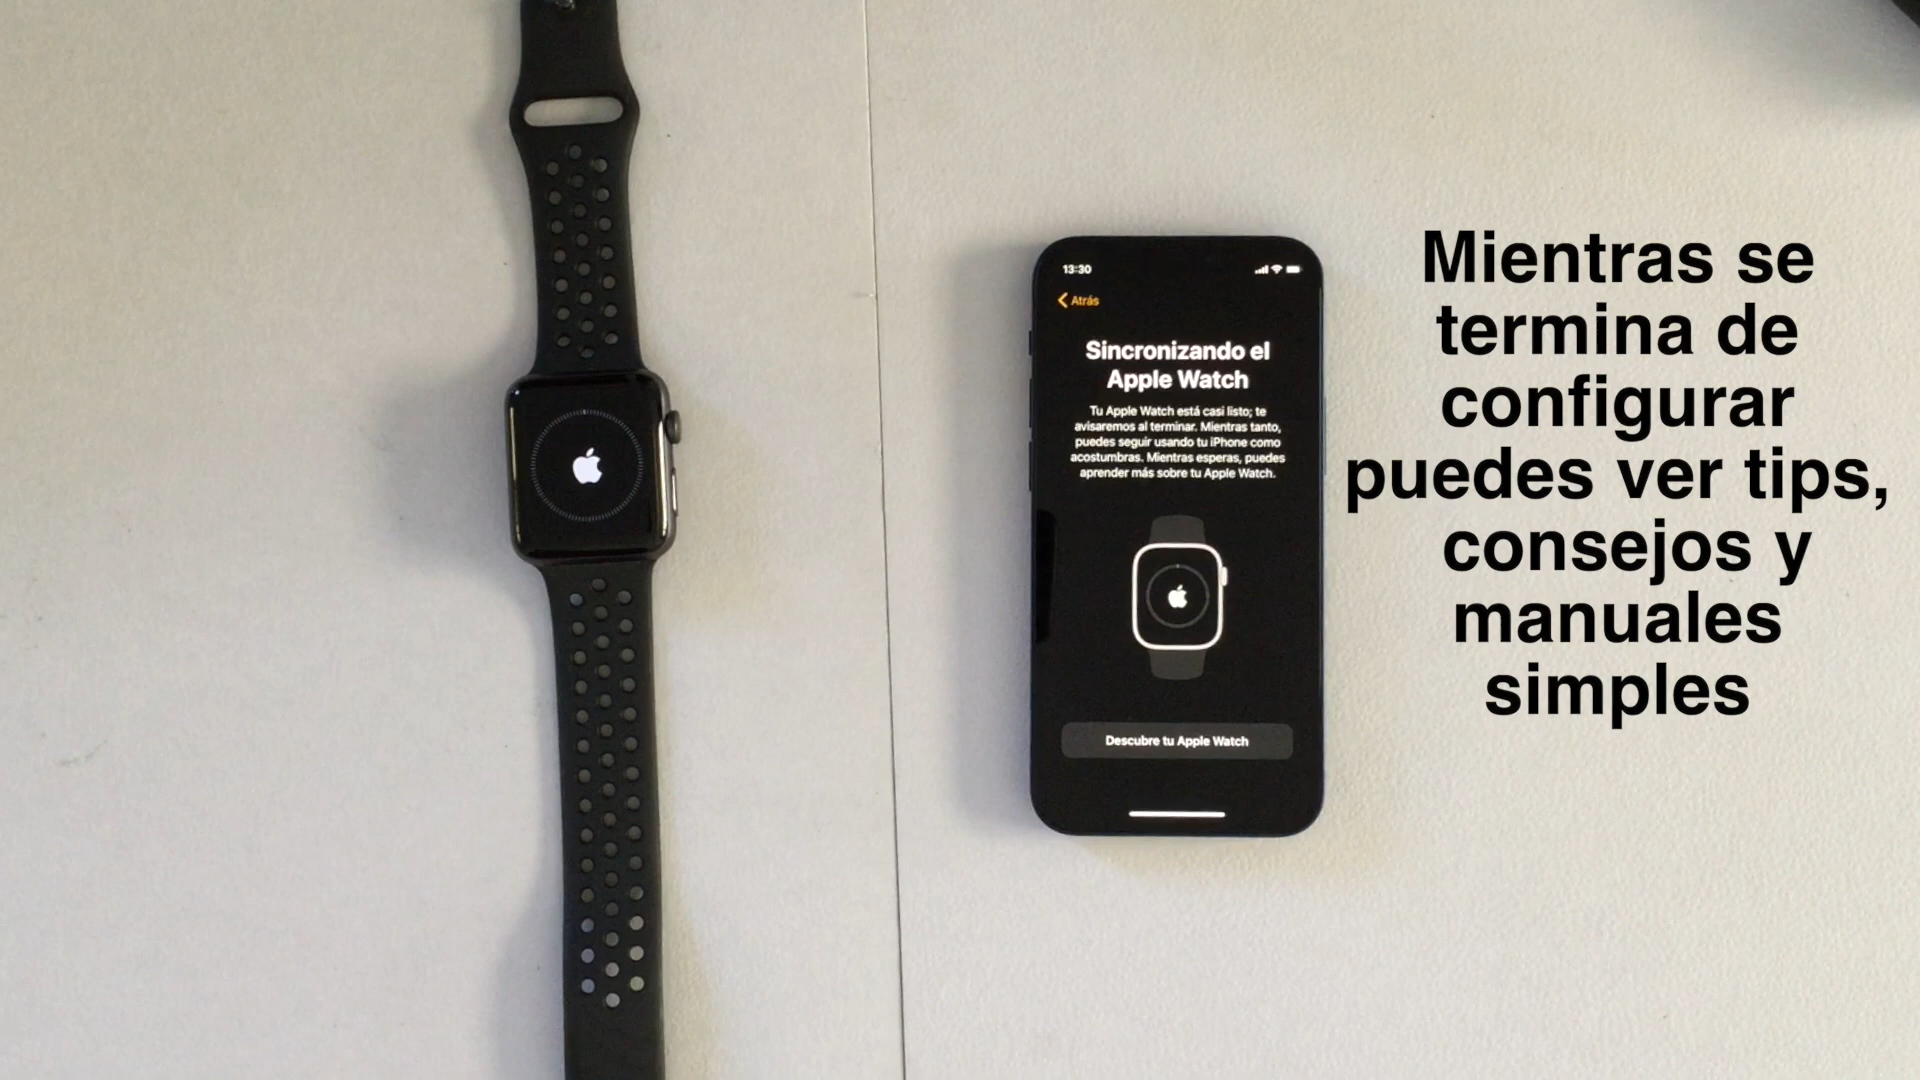 13:30
Atrás
Sincronizando el
Apple Watch
Tu Apple Watch está casi listo; te
avisaremos al terminar. Mientras tanto,
puedes seguir usando tu iPhone como
acostumbras. Mientras esperas, puedes
aprender más sobre tu Apple Watch.
Descubre tu Apple Watch
Mientras se
termina de
configurar
puedes ver tips,
consejos y
manuales
simples